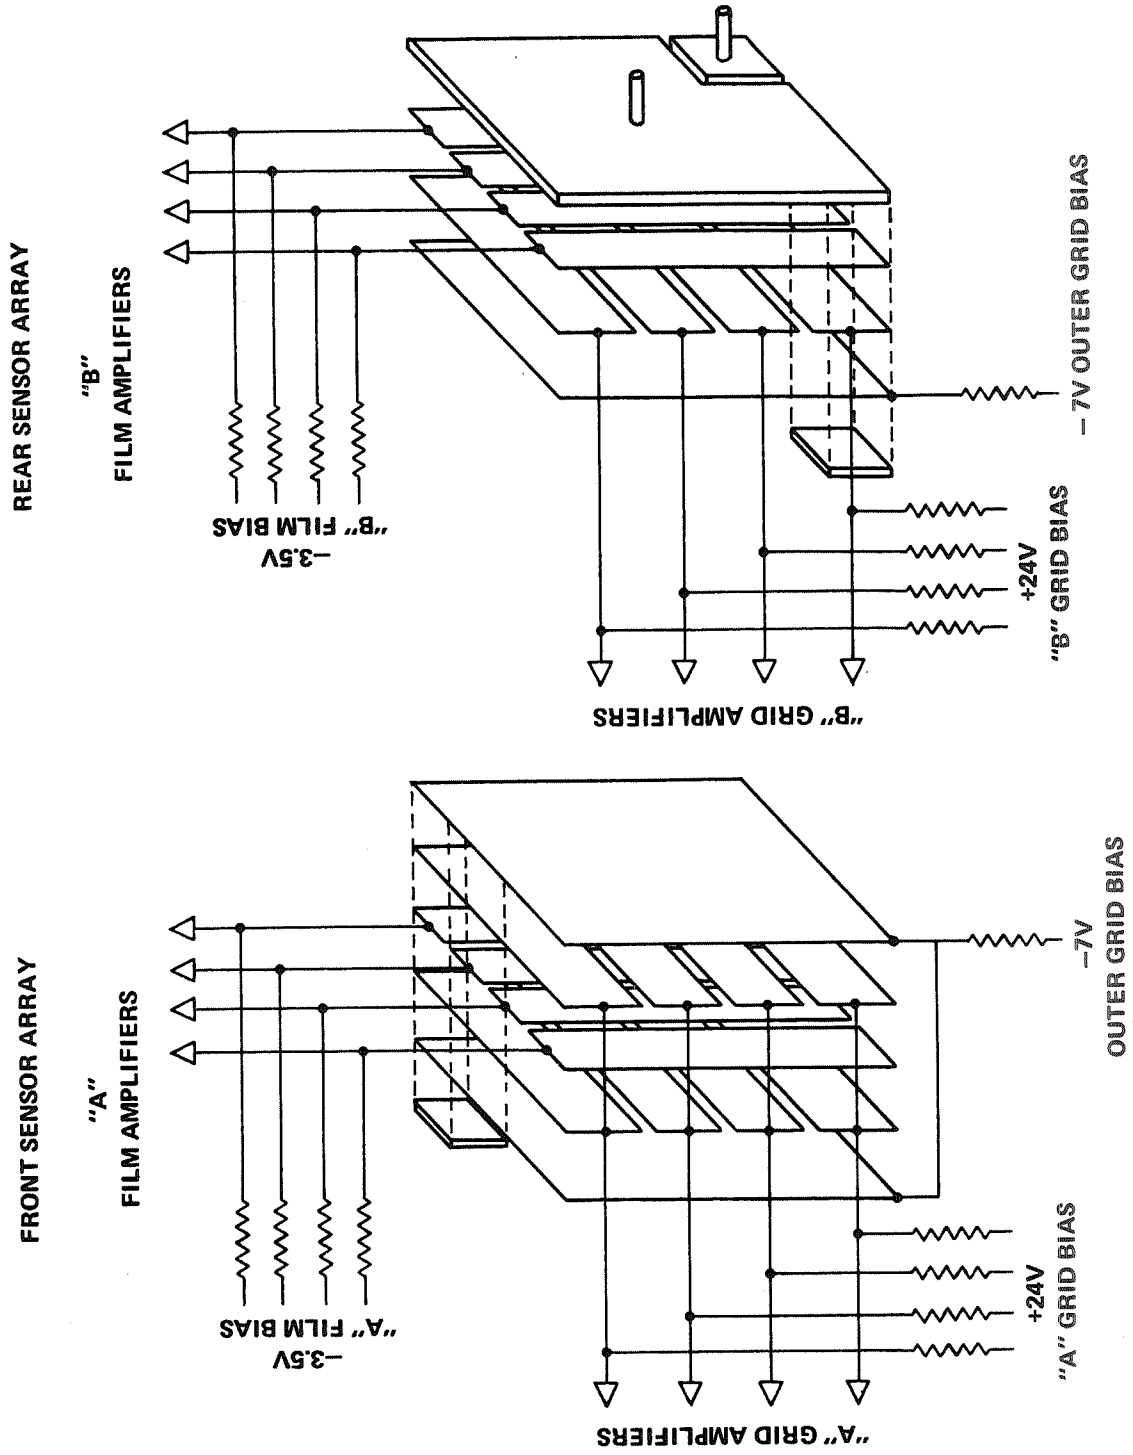 REAR SENSOR ARRAY
"B"
FILM AMPLIFIERS
"B" FILM BIAS
–3.5V
– 7V OUTER GRID BIAS
+24V
"B" GRID BIAS
"B" GRID AMPLIFIERS
FRONT SENSOR ARRAY
"A"
FILM AMPLIFIERS
"A" FILM BIAS
–3.5V
–7V
OUTER GRID BIAS
+24V
"A" GRID BIAS
"A" GRID AMPLIFIERS